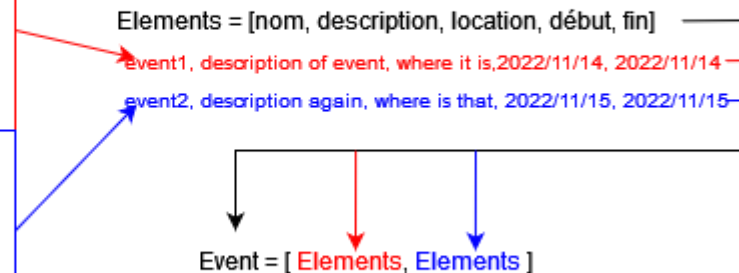 Elements = [nom, description, location, début, fin]
event1, description of event, where it is,2022/11/14, 2022/11/14
event2, description again, where is that, 2022/11/15, 2022/11/15
Event = [ Elements, Elements ]